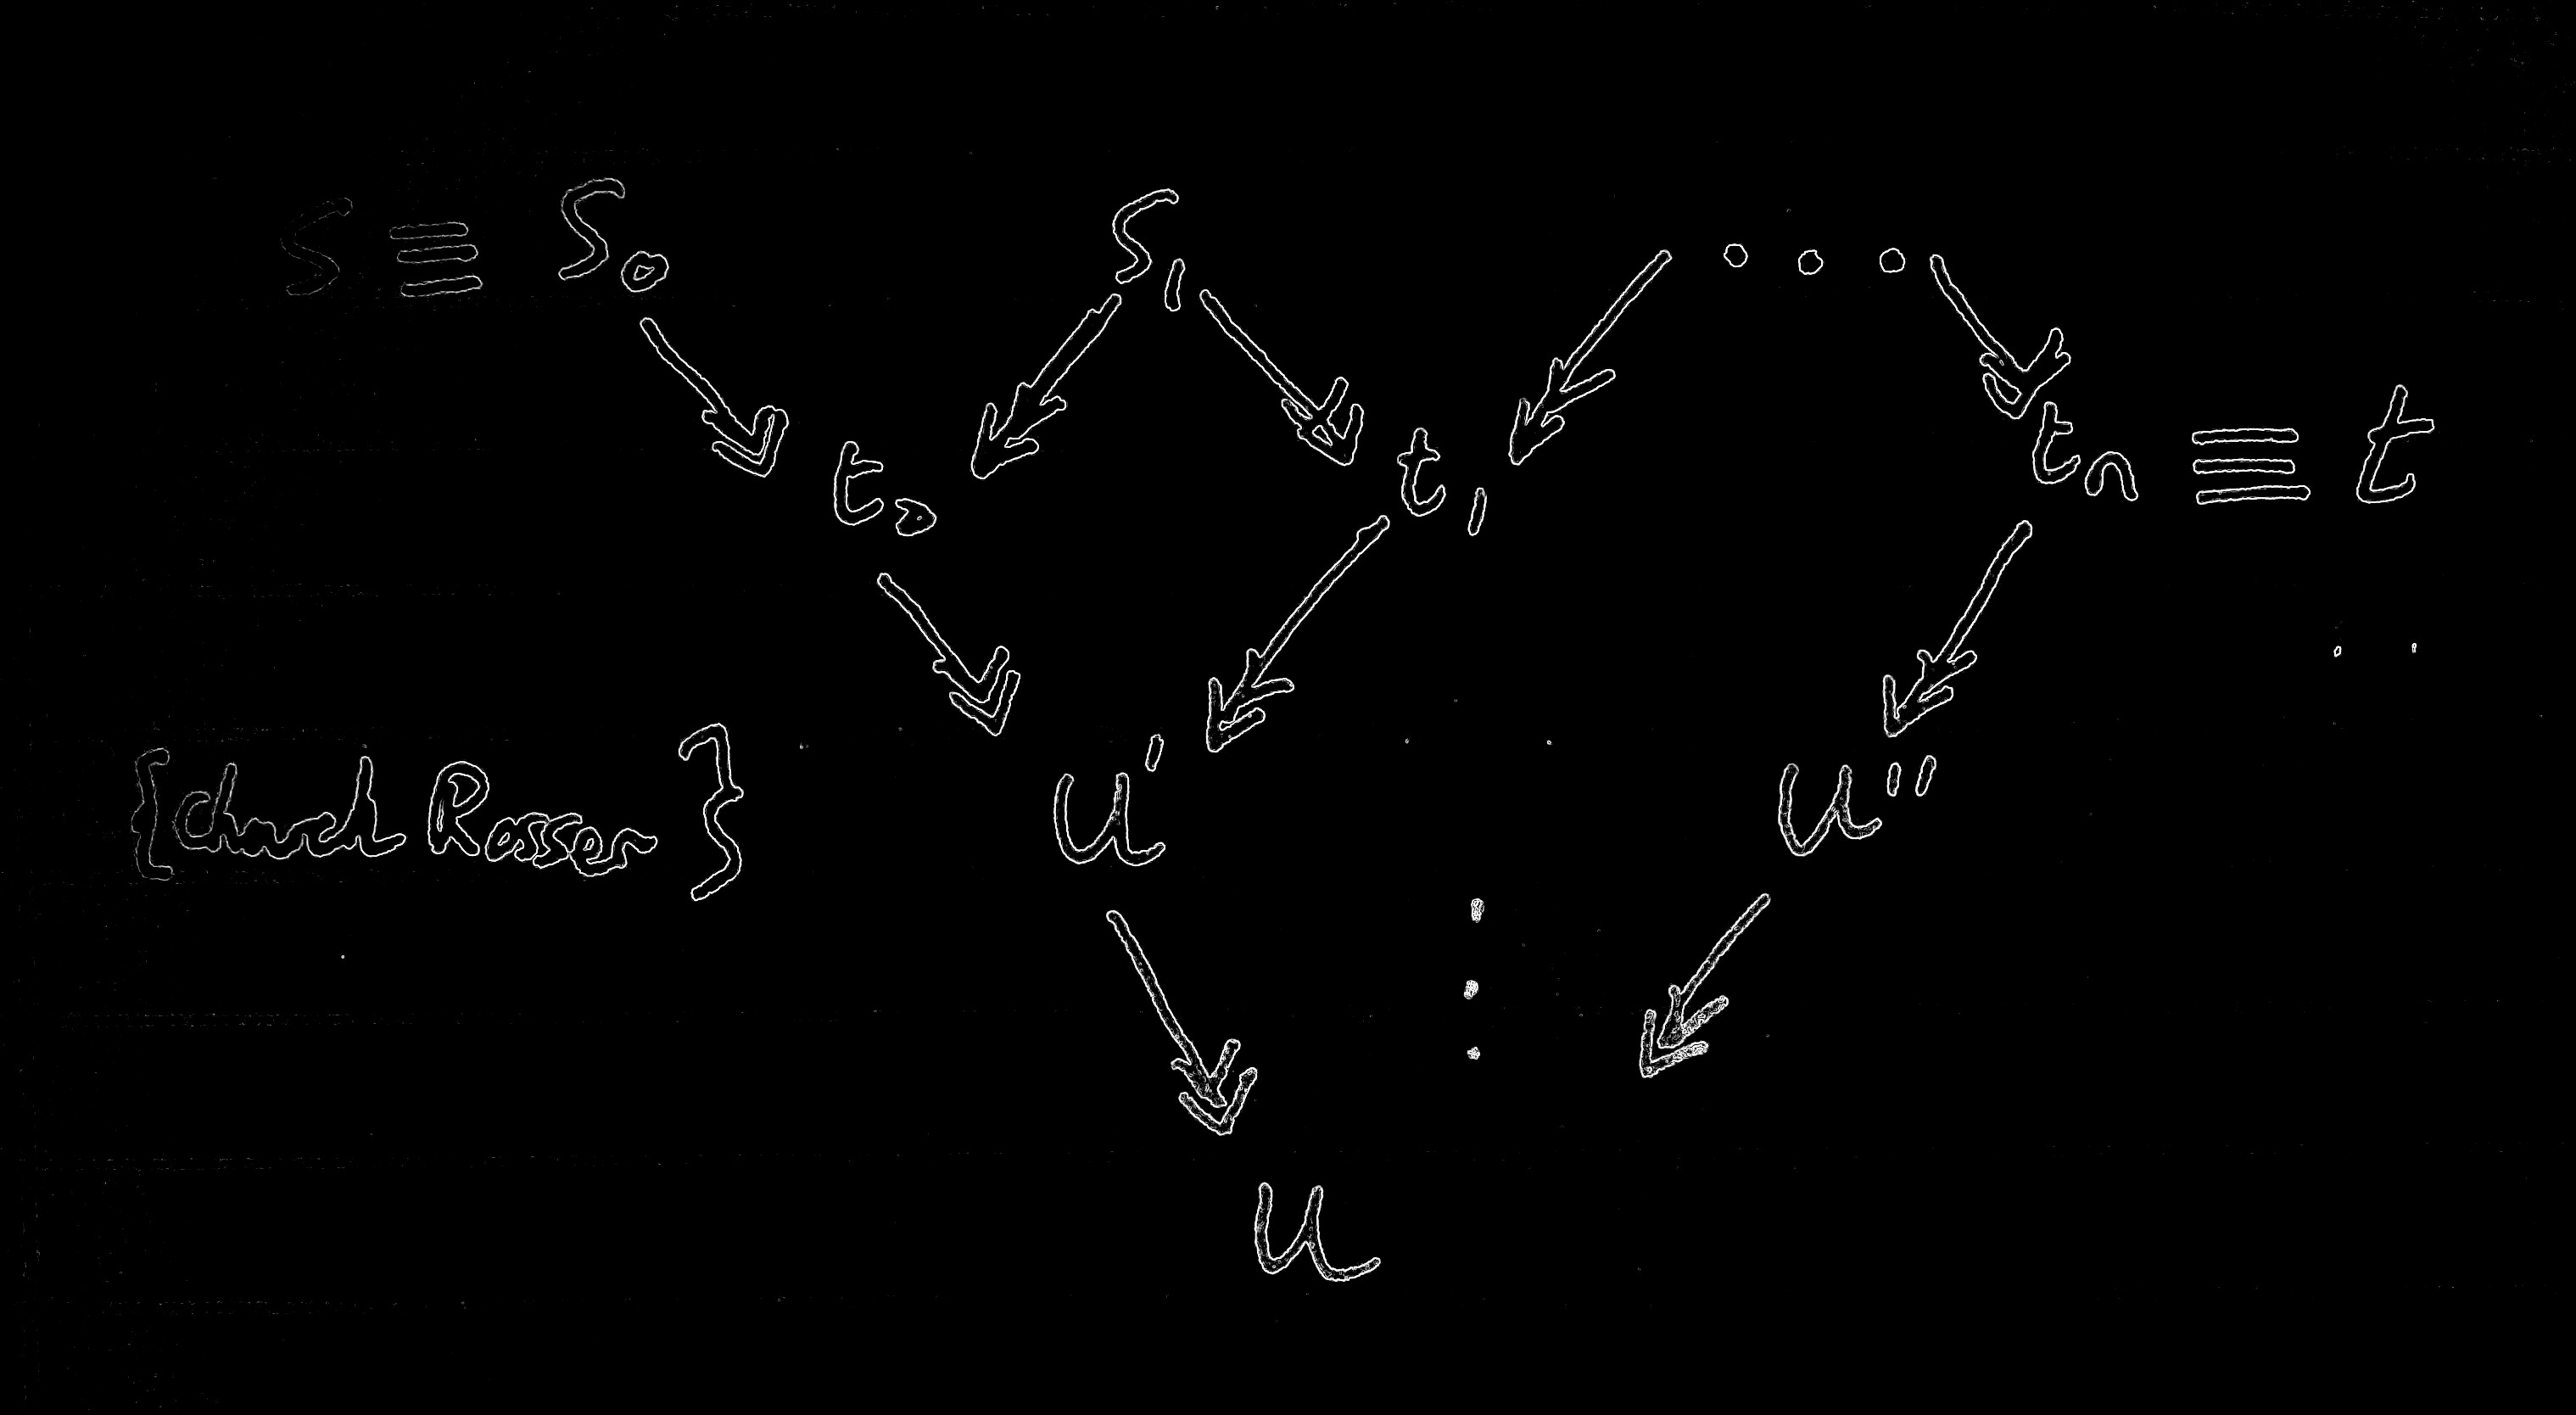 S ≡ S₀ S₁ ...
t₀ t₁ tₙ ≡ t
{Church Rosser} u' u''
⋮
u